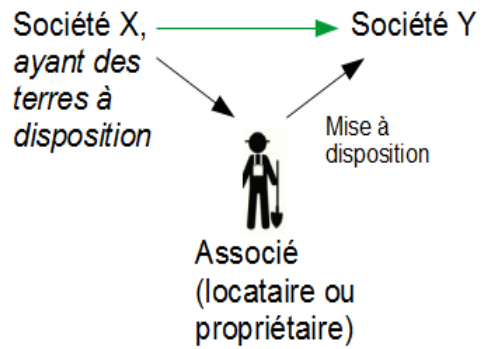 Société X,
ayant des
terres à
disposition
Société Y
Mise à
disposition
Associé
(locataire ou
propriétaire)